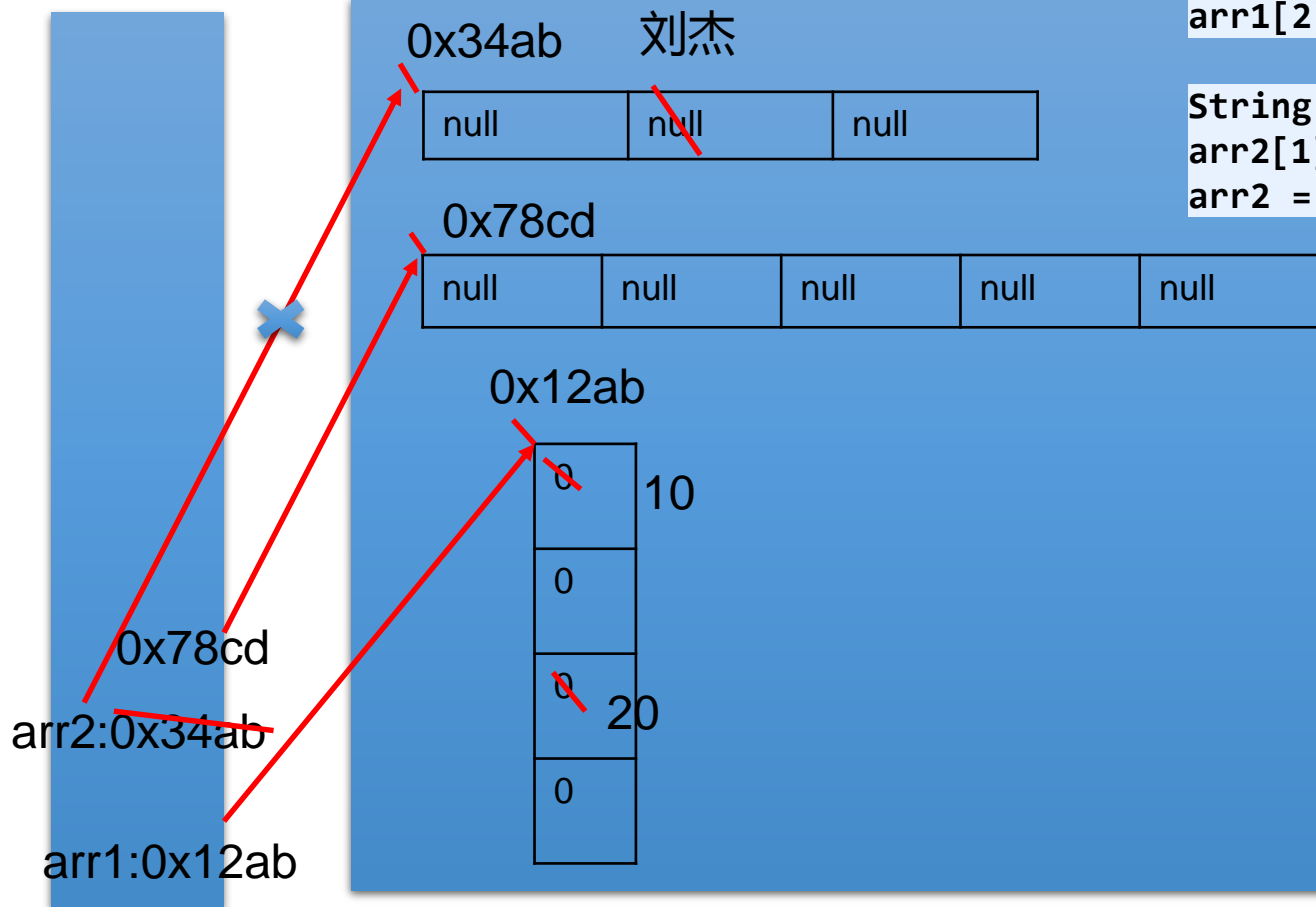 arr1[2
0x34ab 刘杰
null null null
String
arr2[1]
arr2 =
0x78cd
null null null null null
0x12ab
0 10
0
0 20
0
0x78cd
arr2:0x34ab
arr1:0x12ab